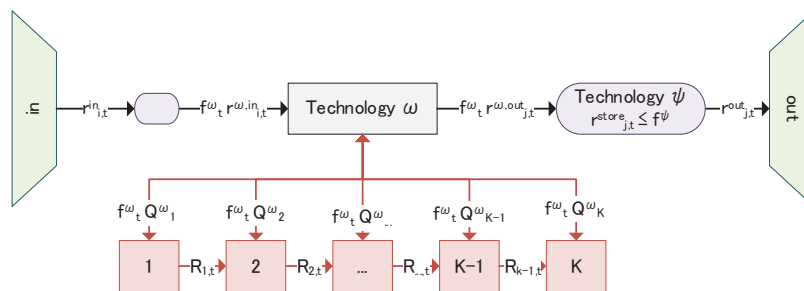 in
r^in_i,t
f^ω_t r^ω,in_i,t
Technology ω
f^ω_t r^ω,out_j,t
Technology ψ
r^store_j,t ≤ f^ψ
r^out_j,t
out
f^ω_t Q^ω_1
f^ω_t Q^ω_2
f^ω_t Q^ω_...
f^ω_t Q^ω_K-1
f^ω_t Q^ω_K
1
R_1,t
2
R_2,t
...
R_...,t
K-1
R_k-1,t
K